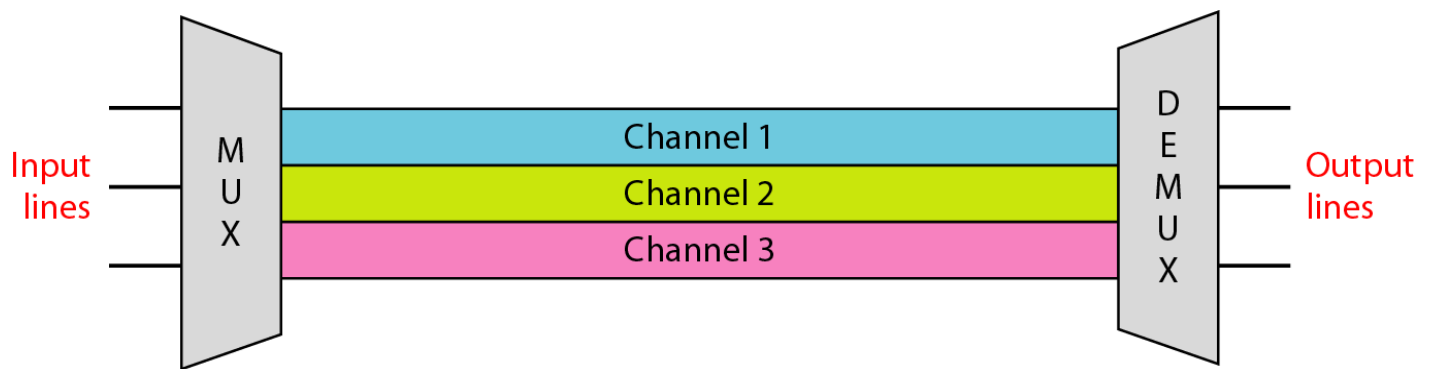 Input
lines
M
U
X
Channel 1
Channel 2
Channel 3
D
E
M
U
X
Output
lines